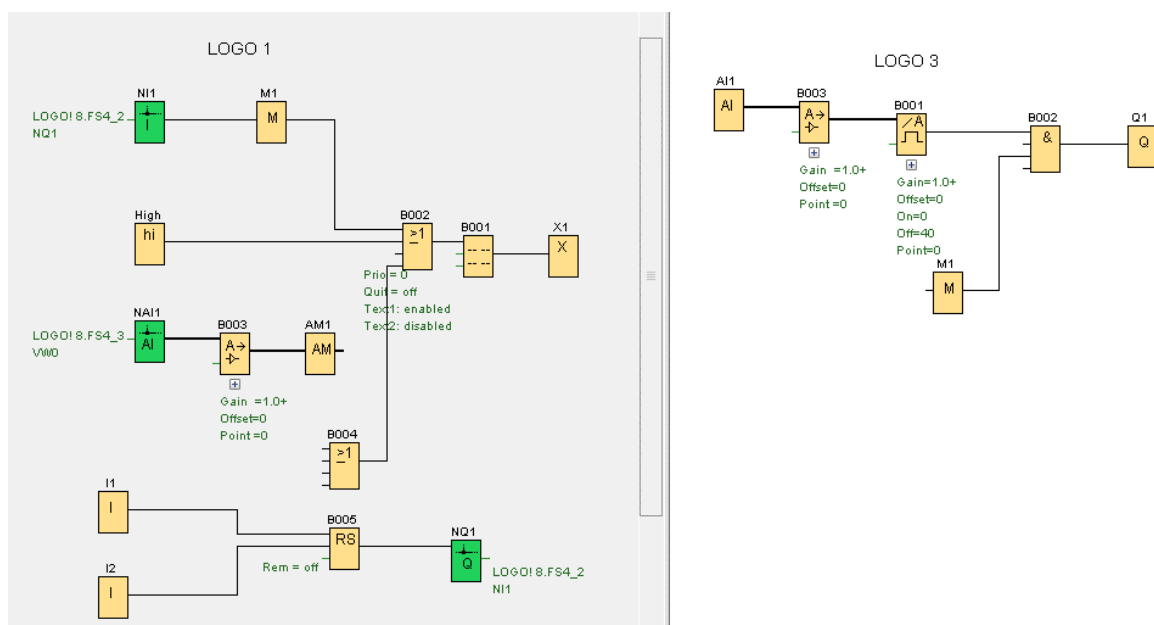 LOGO 1
NI1
M1
LOGO! 8.FS4_2
NQ1
I
M
High
hi
B002
>1
B001
X1
X
Prio = 0
Quit = off
Text1: enabled
Text2: disabled
NAI1
LOGO! 8.FS4_3
VW0
AI
B003
A→
AM1
AM
Gain =1.0+
Offset=0
Point =0
B004
>1
I1
I
I2
I
B005
RS
Rem = off
NQ1
Q
LOGO! 8.FS4_2
NI1
LOGO 3
AI1
AI
B003
A→
B001
/A
B002
&
Q1
Q
Gain =1.0+
Offset=0
Point =0
Gain=1.0+
Offset=0
On=0
Off=40
Point=0
M1
M